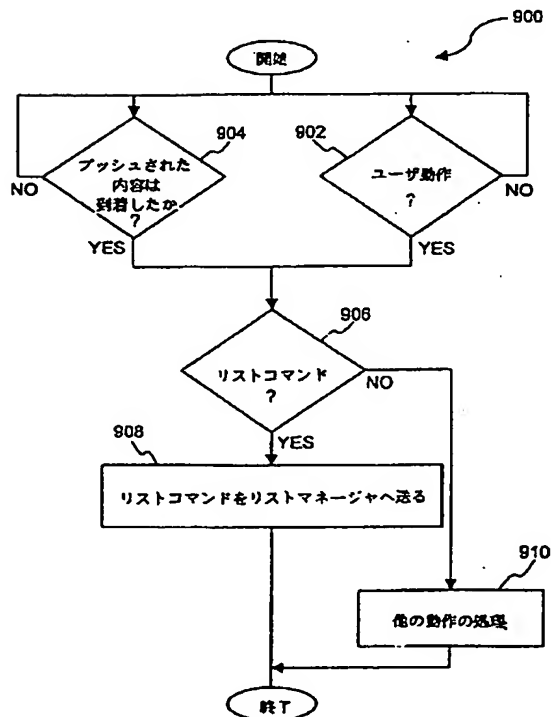 900
開始
904
902
プッシュされた
内容は
到着したか
?
ユーザ動作
?
NO
NO
YES
YES
906
リストコマンド
?
NO
YES
908
リストコマンドをリストマネージャへ送る
910
他の動作の処理
終了